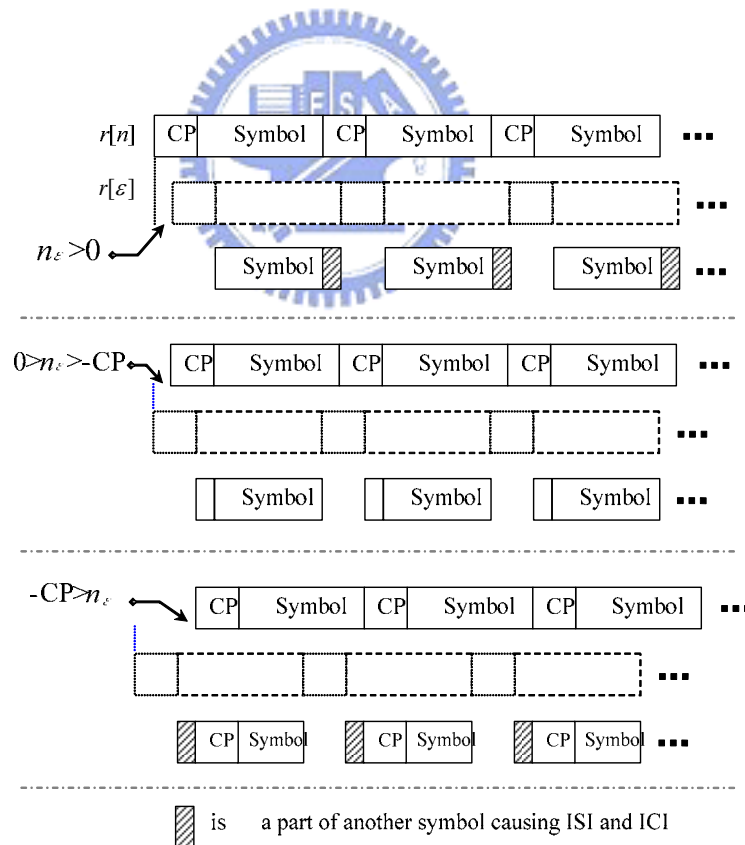 ESA
r[n] CP Symbol CP Symbol CP Symbol
r[ε]
nε >0
Symbol Symbol Symbol
0>nε >-CP CP Symbol CP Symbol CP Symbol
Symbol Symbol Symbol
-CP>nε CP Symbol CP Symbol CP Symbol
CP Symbol CP Symbol CP Symbol
is a part of another symbol causing ISI and ICI